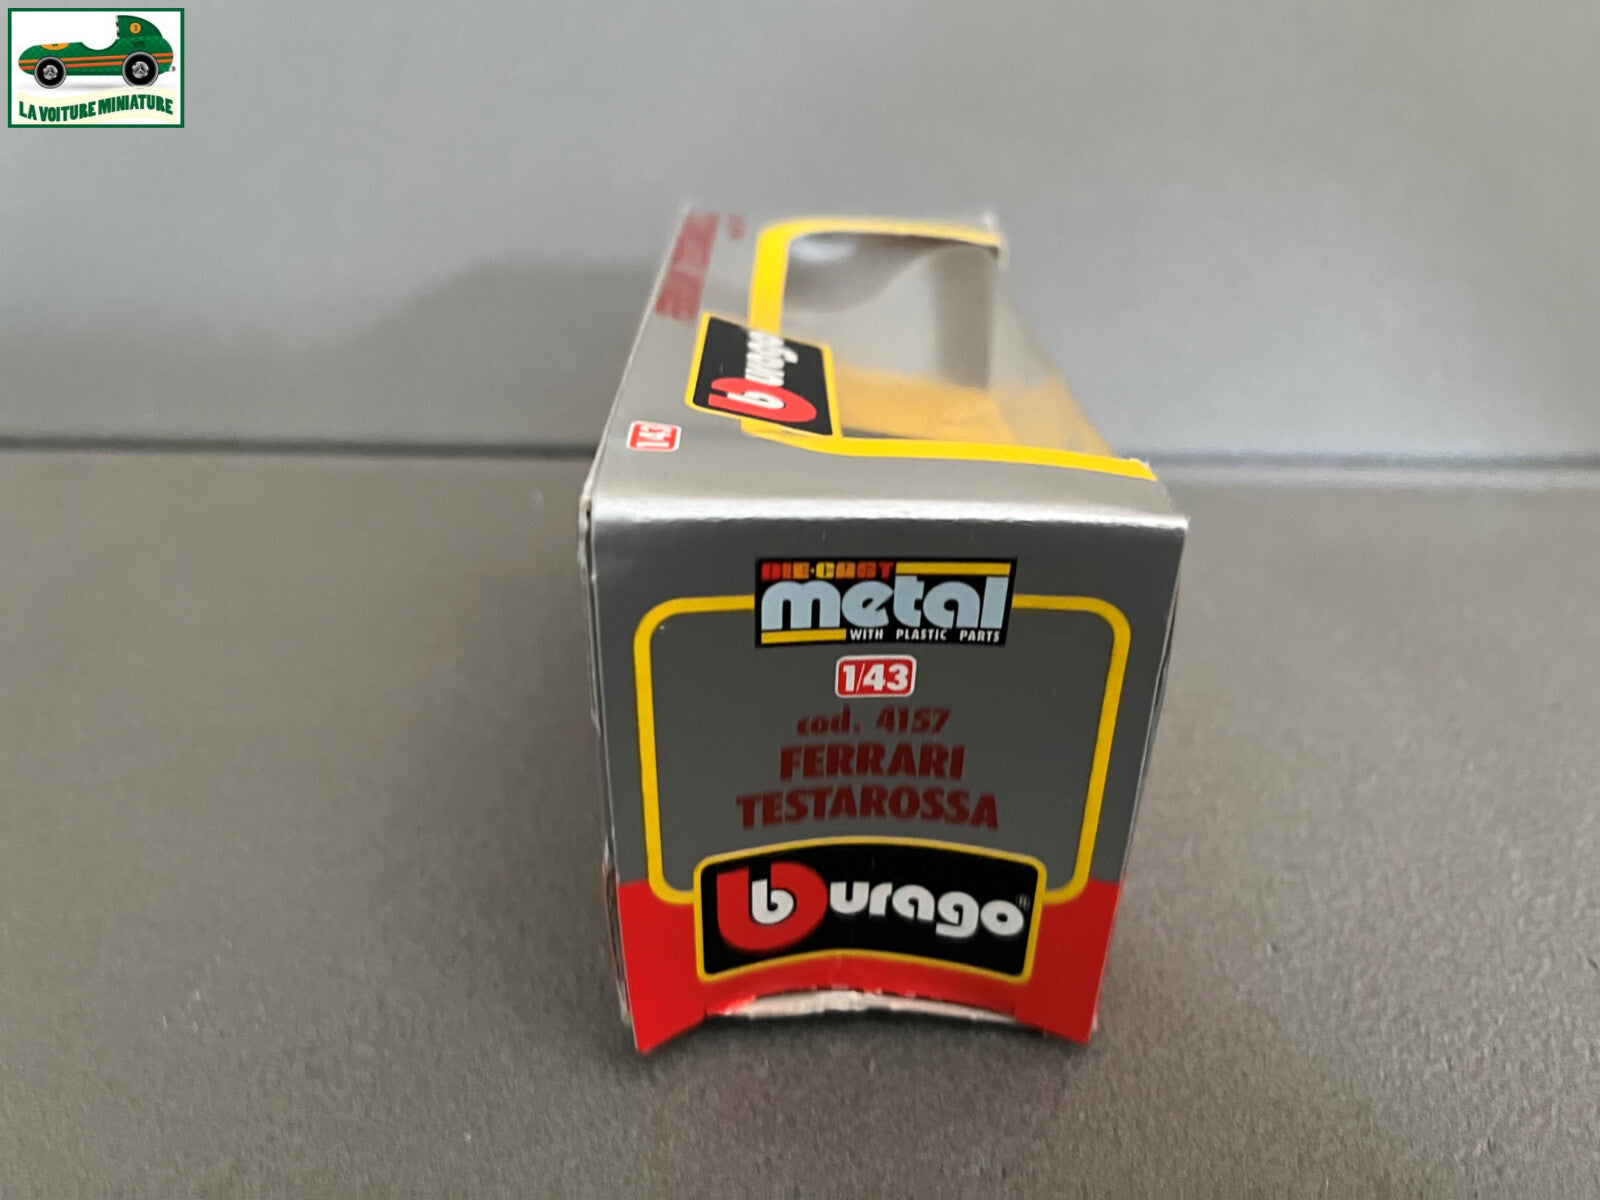 LA VOITURE MINIATURE
TESTAROSSA
burago
1:43
DIE-CAST
metal
WITH PLASTIC PARTS
1/43
cod. 4157
FERRARI
TESTAROSSA
burago®